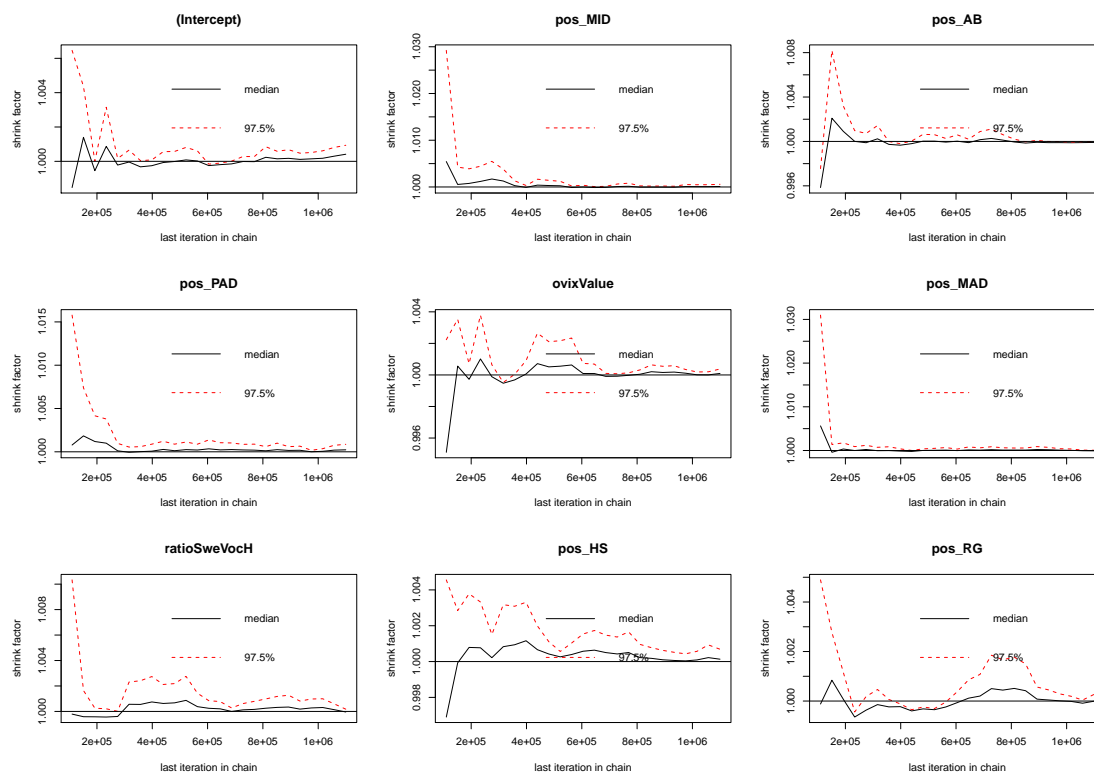 (Intercept)
shrink factor
1.000 1.004
median
97.5%
2e+05 4e+05 6e+05 8e+05 1e+06
last iteration in chain
pos_MID
shrink factor
1.000 1.010 1.020 1.030
median
97.5%
2e+05 4e+05 6e+05 8e+05 1e+06
last iteration in chain
pos_AB
shrink factor
0.996 1.000 1.004 1.008
median
97.5%
2e+05 4e+05 6e+05 8e+05 1e+06
last iteration in chain
pos_PAD
shrink factor
1.000 1.005 1.010 1.015
median
97.5%
2e+05 4e+05 6e+05 8e+05 1e+06
last iteration in chain
ovixValue
shrink factor
0.996 1.000 1.004
median
97.5%
2e+05 4e+05 6e+05 8e+05 1e+06
last iteration in chain
pos_MAD
shrink factor
1.000 1.010 1.020 1.030
median
97.5%
2e+05 4e+05 6e+05 8e+05 1e+06
last iteration in chain
ratioSweVocH
shrink factor
1.000 1.004 1.008
median
97.5%
2e+05 4e+05 6e+05 8e+05 1e+06
last iteration in chain
pos_HS
shrink factor
0.998 1.000 1.002 1.004
median
97.5%
2e+05 4e+05 6e+05 8e+05 1e+06
last iteration in chain
pos_RG
shrink factor
1.000 1.002 1.004
median
97.5%
2e+05 4e+05 6e+05 8e+05 1e+06
last iteration in chain